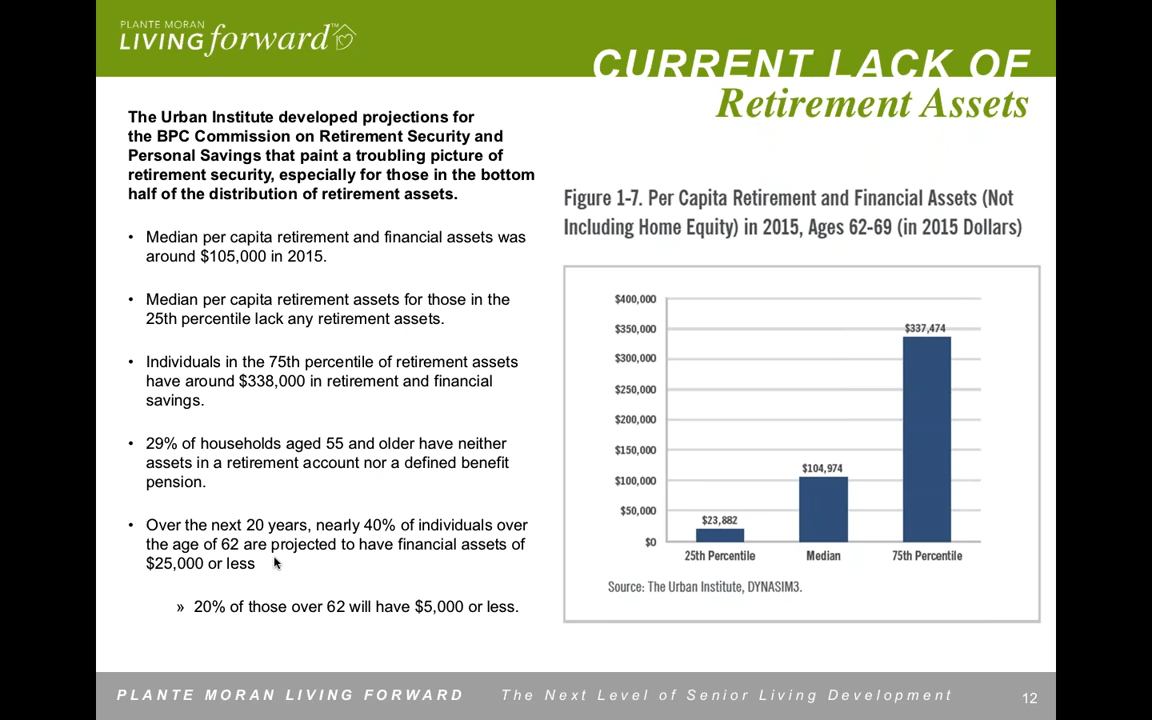 PLANTE MORAN
LIVING forward™
CURRENT LACK OF
Retirement Assets
The Urban Institute developed projections for
the BPC Commission on Retirement Security and
Personal Savings that paint a troubling picture of
retirement security, especially for those in the bottom
half of the distribution of retirement assets.
• Median per capita retirement and financial assets was
around $105,000 in 2015.
• Median per capita retirement assets for those in the
25th percentile lack any retirement assets.
• Individuals in the 75th percentile of retirement assets
have around $338,000 in retirement and financial
savings.
• 29% of households aged 55 and older have neither
assets in a retirement account nor a defined benefit
pension.
• Over the next 20 years, nearly 40% of individuals over
the age of 62 are projected to have financial assets of
$25,000 or less
» 20% of those over 62 will have $5,000 or less.
Figure 1-7. Per Capita Retirement and Financial Assets (Not
Including Home Equity) in 2015, Ages 62-69 (in 2015 Dollars)
$400,000
$350,000
$300,000
$250,000
$200,000
$150,000
$100,000
$50,000
$0
$23,882
$104,974
$337,474
25th Percentile
Median
75th Percentile
Source: The Urban Institute, DYNASIM3.
PLANTE MORAN LIVING FORWARD
The Next Level of Senior Living Development
12